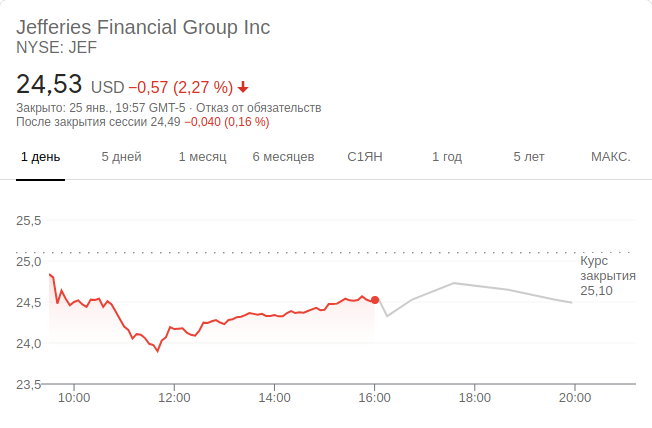 Jefferies Financial Group Inc
NYSE: JEF
24,53 USD −0,57 (2,27 %)
Закрыто: 25 янв., 19:57 GMT-5 · Отказ от обязательств
После закрытия сессии 24,49 −0,040 (0,16 %)
1 день 5 дней 1 месяц 6 месяцев С1ЯН 1 год 5 лет МАКС.
25,5
25,0
24,5
24,0
23,5
Курс
закрытия
25,10
10:00 12:00 14:00 16:00 18:00 20:00